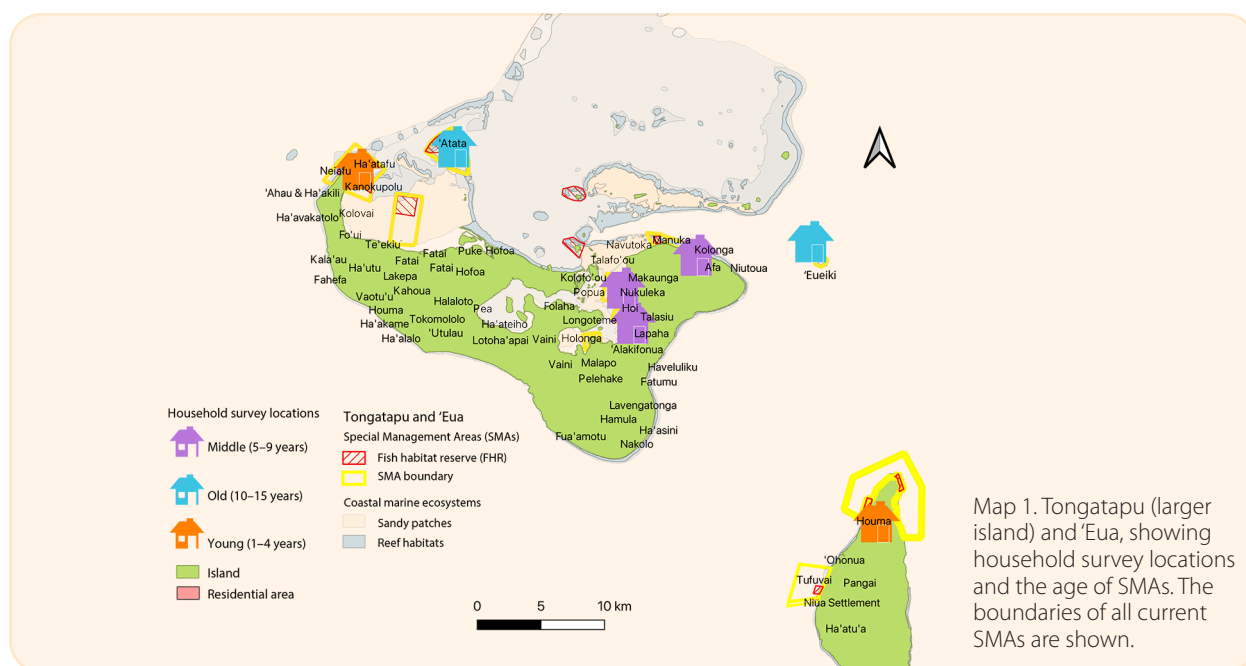 'Atata
Ha'atafu
Neiafu
Kanokupolu
'Ahau & Ha'akili
Kolovai
Ha'avakatolo
Fo'ui
Te'ekiu
Fatai
Puke Hofoa
Kala'au
Fatai
Ha'utu
Fatai
Hofoa
Lakepa
Fahefa
Kahoua
Vaotu'u
Halaloto
Houma
Pea
Tokomololo
Ha'akame
Ha'ateiho
'Utulau
Ha'alalo
Lotoha'apai
Manuka
Navutoka
Kolonga
Talafo'ou
Afa
Niutoua
Kolofo'ou
Makaunga
Popua
Nukuleka
Folaha
Hoi
Longoteme
Talasiu
Lapaha
Vaini
Holonga
'Alakifonua
Vaini
Malapo
Haveluliku
Pelehake
Fatumu
Lavengatonga
Hamula
Ha'asini
Fua'amotu
Nakolo
'Eueiki
Household survey locations
Middle (5–9 years)
Old (10–15 years)
Young (1–4 years)
Island
Residential area
Tongatapu and 'Eua
Special Management Areas (SMAs)
Fish habitat reserve (FHR)
SMA boundary
Coastal marine ecosystems
Sandy patches
Reef habitats
0 5 10 km
Houma
'Ohonua
Tufuvai
Pangai
Niua Settlement
Ha'atu'a
Map 1. Tongatapu (larger
island) and 'Eua, showing
household survey locations
and the age of SMAs. The
boundaries of all current
SMAs are shown.